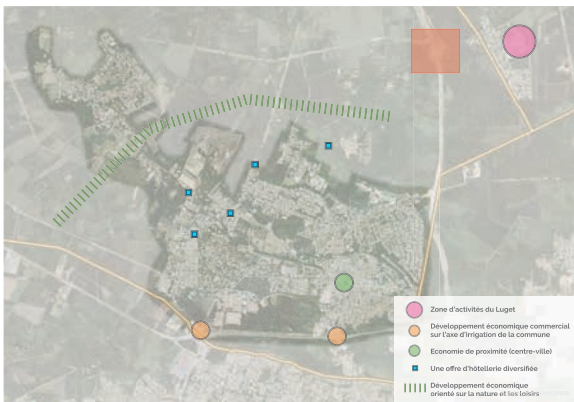 Zone d'activités du Luget
Développement économique commercial
sur l'axe d'irrigation de la commune
Economie de proximité (centre-ville)
Une offre d'hôtellerie diversifiée
Développement économique
orienté sur la nature et les loisirs